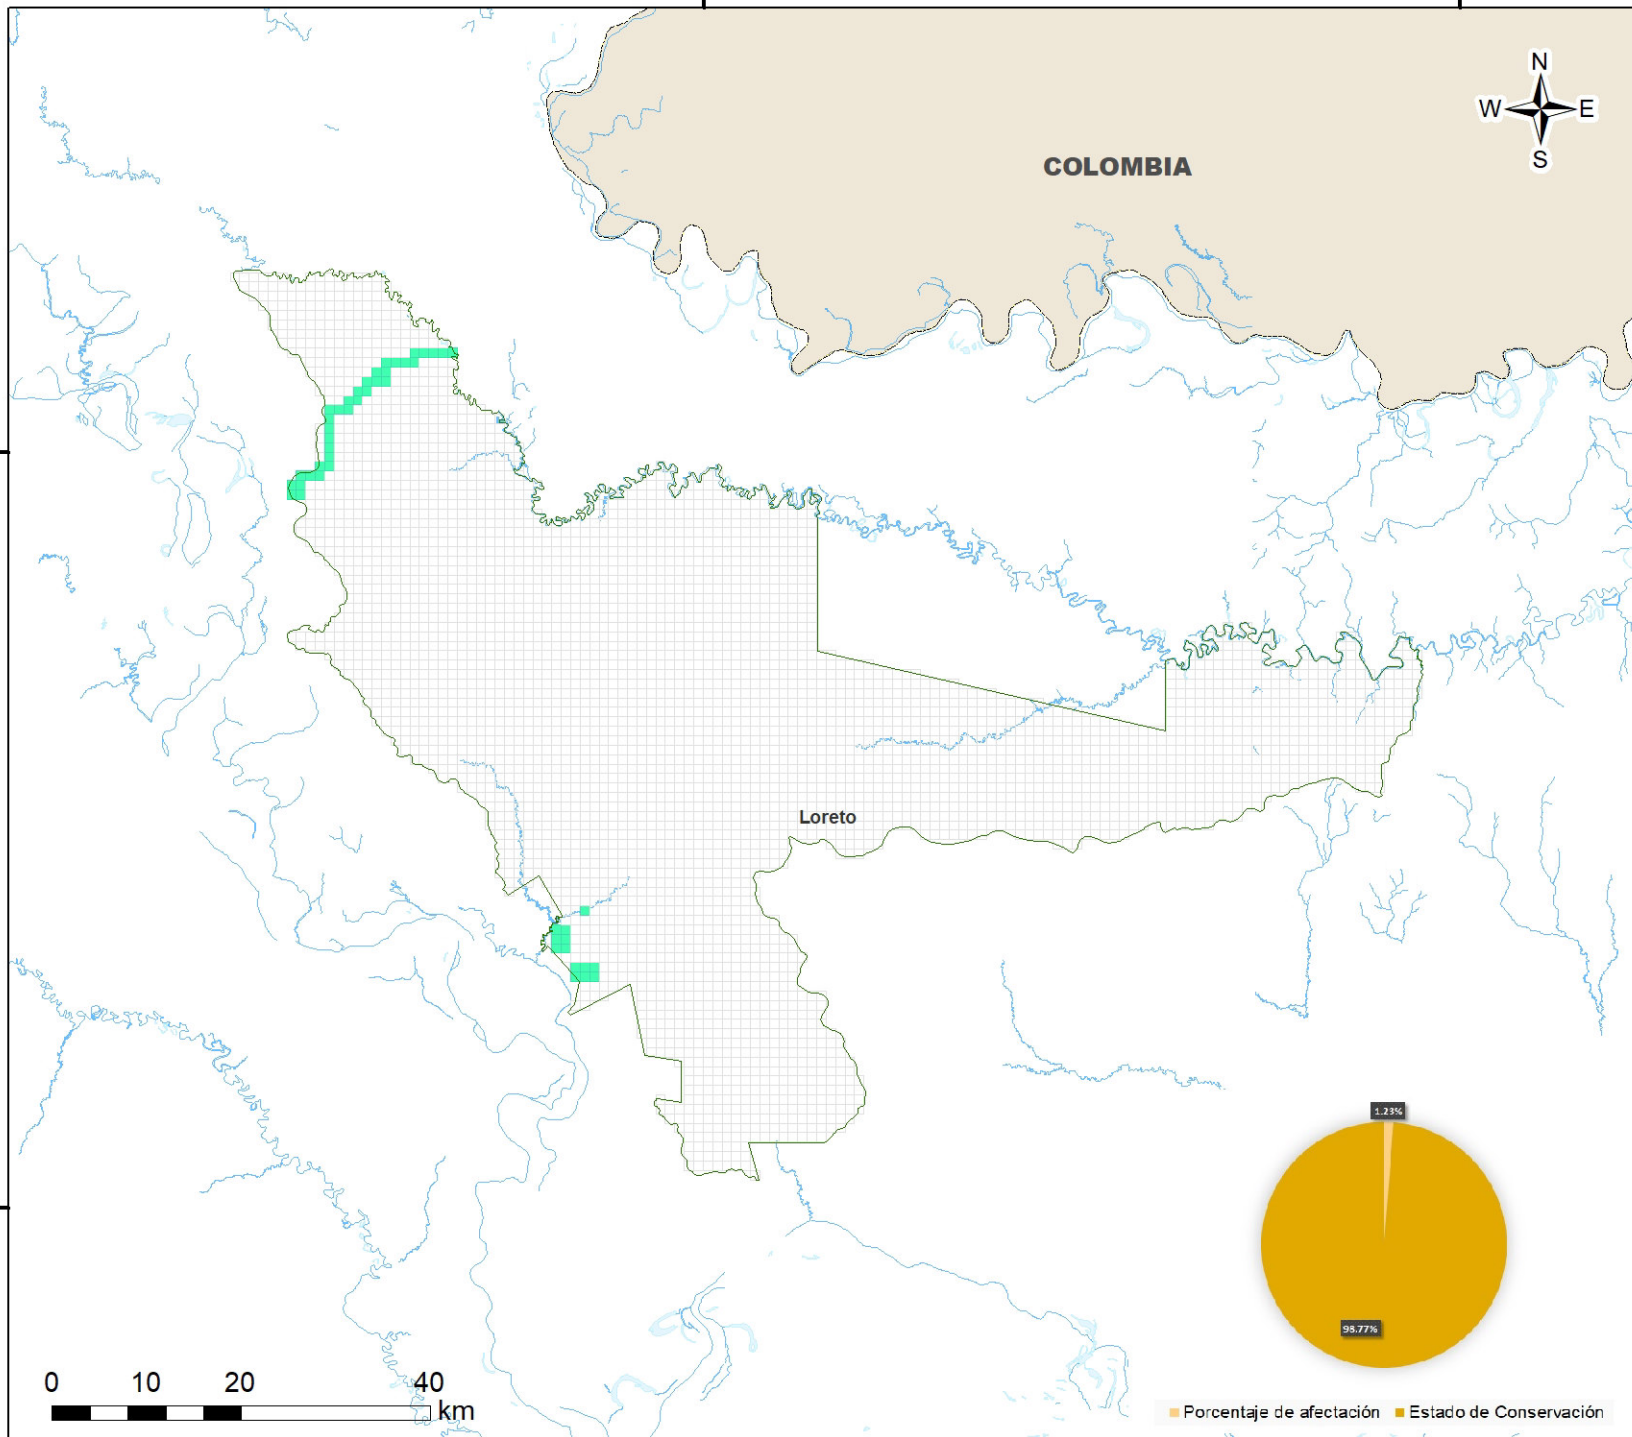 N
W E
S
COLOMBIA
Loreto
1.23%
98.77%
0 10 20 40
km
Porcentaje de afectación Estado de Conservación